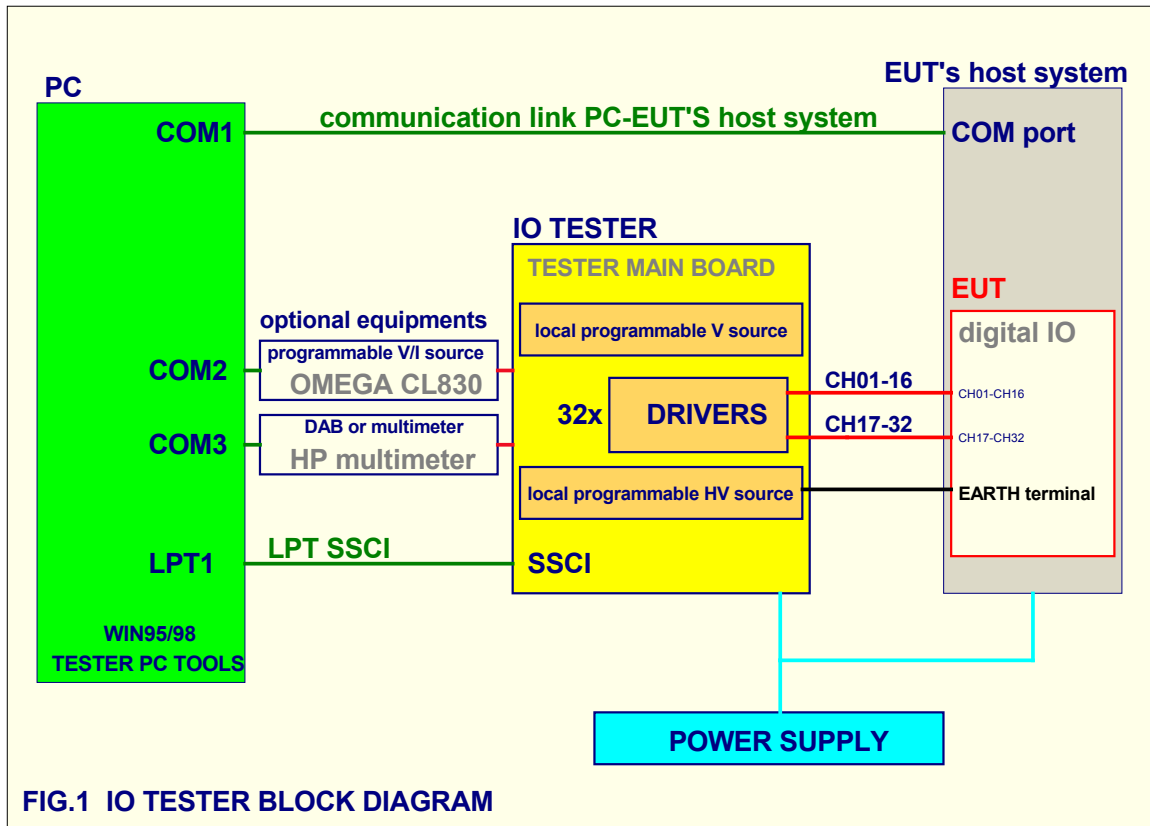 PC
EUT's host system
COM1
communication link PC-EUT'S host system
COM port
IO TESTER
TESTER MAIN BOARD
EUT
optional equipments
local programmable V source
digital IO
programmable V/I source
COM2
OMEGA CL830
CH01-16
CH01-CH16
32x
DRIVERS
DAB or multimeter
COM3
HP multimeter
CH17-32
CH17-CH32
local programmable HV source
EARTH terminal
LPT SSCI
LPT1
SSCI
WIN95/98
TESTER PC TOOLS
POWER SUPPLY
FIG.1 IO TESTER BLOCK DIAGRAM